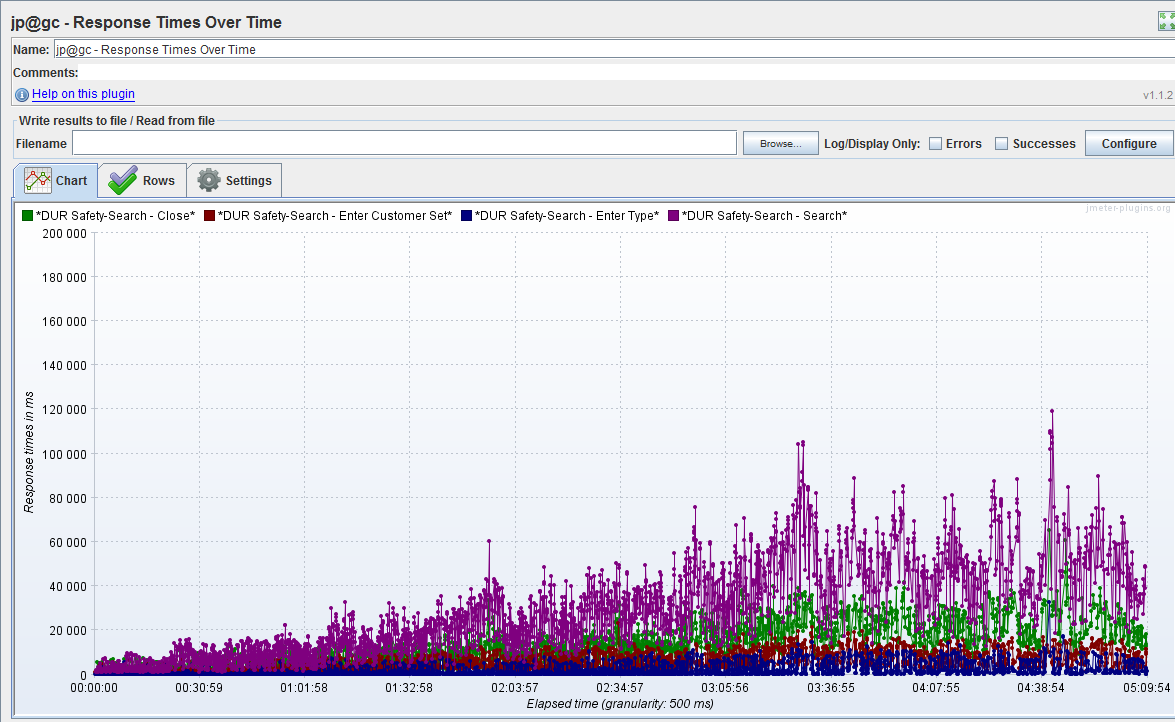 jp@gc - Response Times Over Time
Name: jp@gc - Response Times Over Time
Comments:
Help on this plugin
v1.1.2
Write results to file / Read from file
Filename Browse... Log/Display Only: Errors Successes Configure
Chart Rows Settings
*DUR Safety-Search - Close* *DUR Safety-Search - Enter Customer Set* *DUR Safety-Search - Enter Type* *DUR Safety-Search - Search*
jmeter-plugins.org
200 000
180 000
160 000
140 000
120 000
100 000
80 000
60 000
40 000
20 000
0
Response times in ms
00:00:00 00:30:59 01:01:58 01:32:58 02:03:57 02:34:57 03:05:56 03:36:55 04:07:55 04:38:54 05:09:54
Elapsed time (granularity: 500 ms)